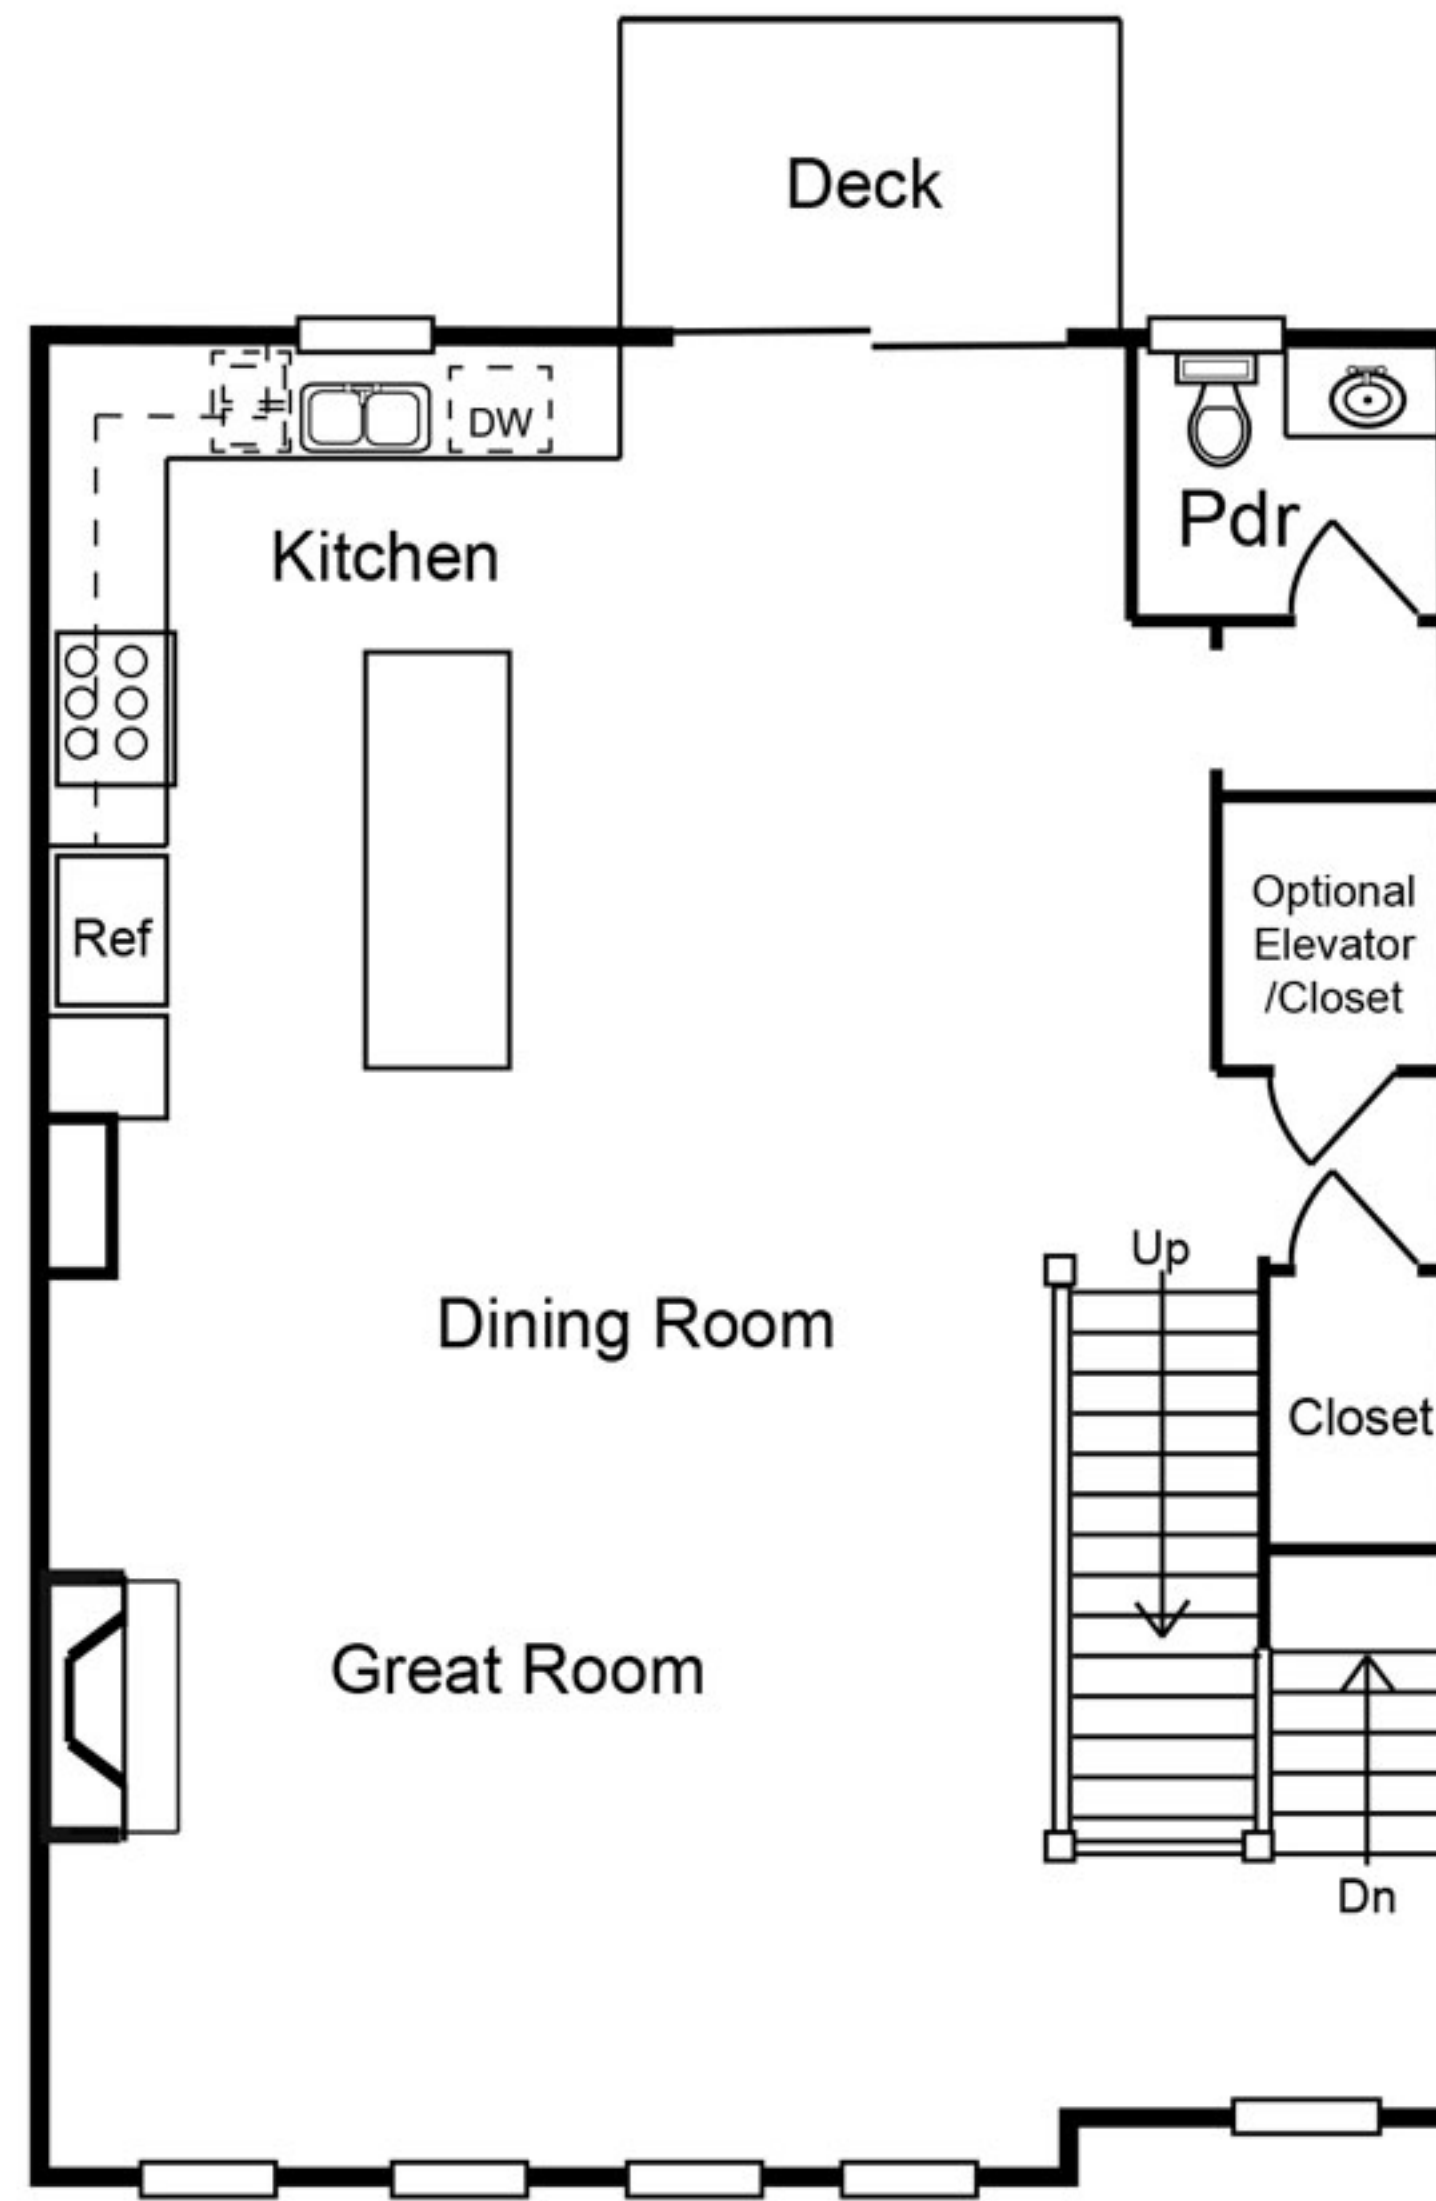 Deck
DW
Kitchen
Pdr
Ref
Optional
Elevator
/Closet
Up
Dining Room
Closet
Great Room
Dn